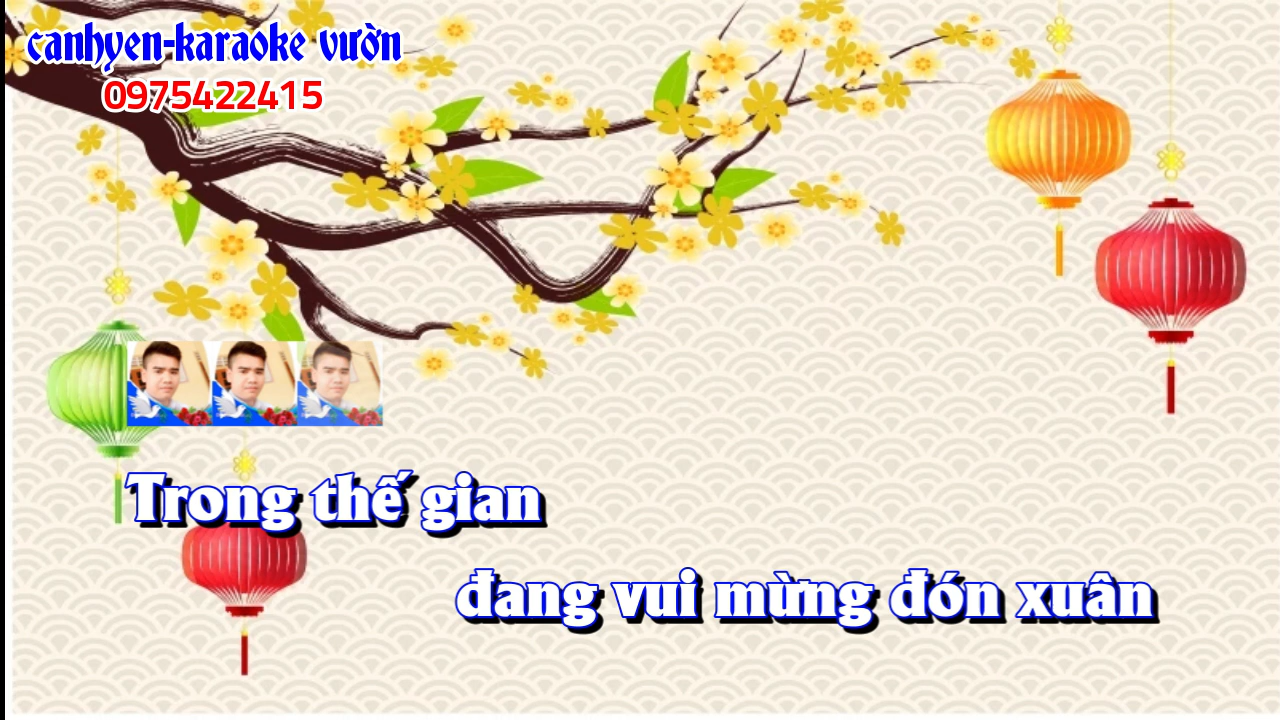 canhyen-karaoke vườn
0975422415
Trong thế gian
đang vui mừng đón xuân